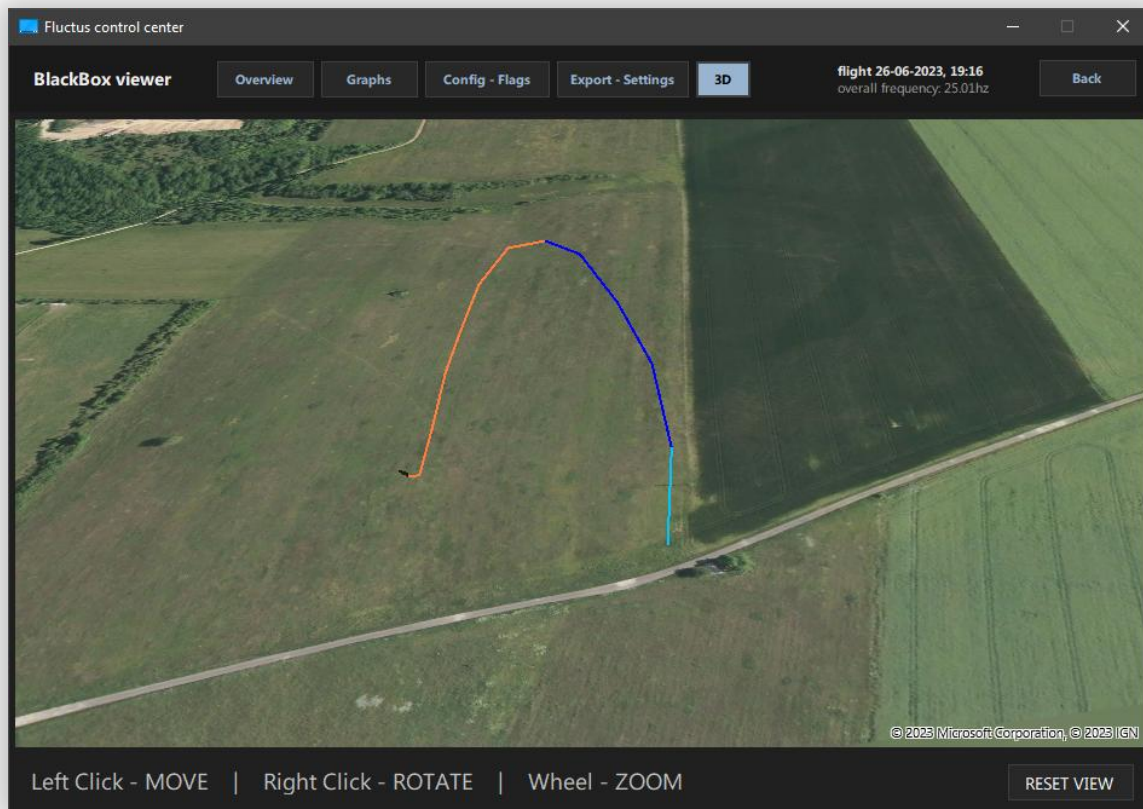 Fluctus control center
BlackBox viewer
Overview
Graphs
Config - Flags
Export - Settings
3D
flight 26-06-2023, 19:16
overall frequency: 25.01hz
Back
© 2023 Microsoft Corporation, © 2023 IGN
Left Click - MOVE | Right Click - ROTATE | Wheel - ZOOM
RESET VIEW